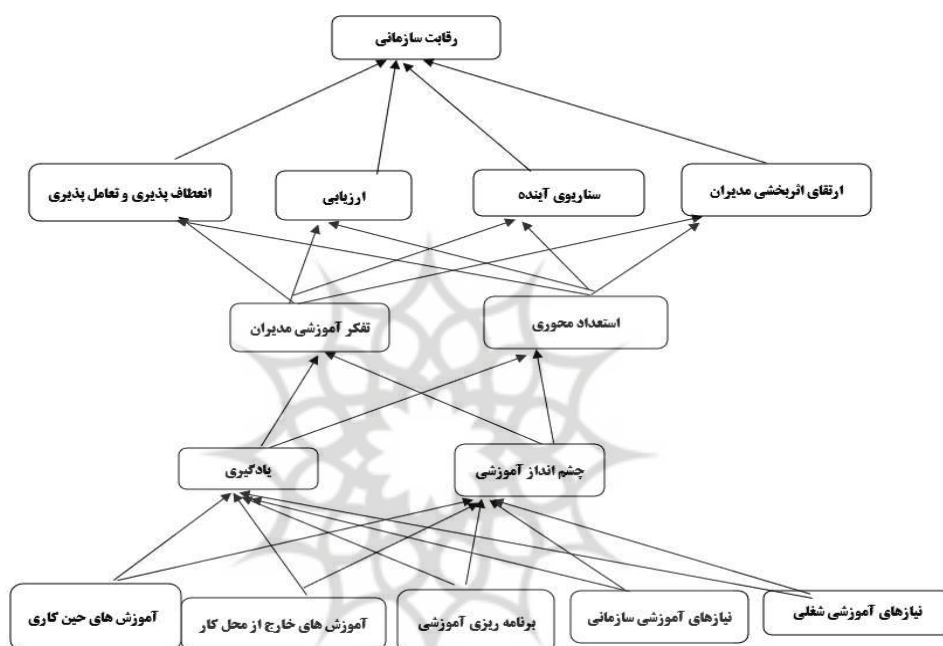 رقابت سازمانی
ارتقای اثربخشی مدیران
سناریوی آینده
ارزیابی
انعطاف پذیری و تعامل پذیری
استعداد محوری
تفکر آموزشی مدیران
چشم انداز آموزشی
یادگیری
نیازهای آموزشی شغلی
نیازهای آموزشی سازمانی
برنامه ریزی آموزشی
آموزش های خارج از محل کار
آموزش های حین کاری